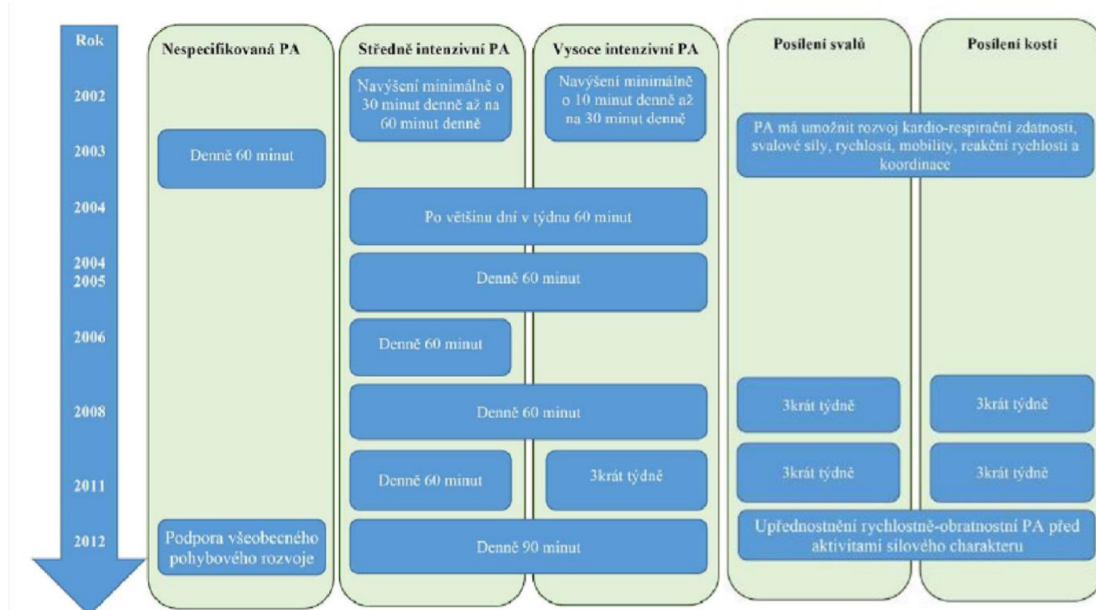 Rok
Nespecifikovaná PA
Středně intenzivní PA
Vysoce intenzivní PA
Posílení svalů
Posílení kostí
2002
Navýšení minimálně o
30 minut denně až na
60 minut denně
Navýšení minimálně
o 10 minut denně až
na 30 minut denně
2003
Denně 60 minut
PA má umožnit rozvoj kardio-respirační zdatnosti,
svalové síly, rychlosti, mobility, reakční rychlosti a
koordinace
2004
Po většinu dní v týdnu 60 minut
2004
2005
Denně 60 minut
2006
Denně 60 minut
2008
Denně 60 minut
3krát týdně
3krát týdně
2011
Denně 60 minut
3krát týdně
3krát týdně
3krát týdně
2012
Podpora všeobecného
pohybového rozvoje
Denně 90 minut
Upřednostnění rychlostně-obratnostní PA před
aktivitami silového charakteru